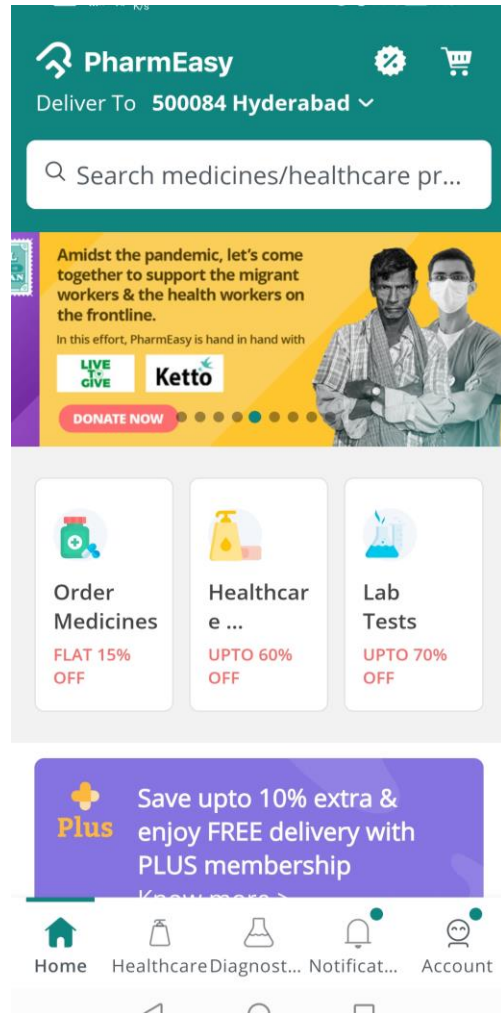 K/s
PharmEasy
Deliver To 500084 Hyderabad
Search medicines/healthcare pr...
Amidst the pandemic, let's come
together to support the migrant
workers & the health workers on
the frontline.
In this effort, PharmEasy is hand in hand with
LIVE
TO
GIVE
Ketto
DONATE NOW
Order
Medicines
FLAT 15%
OFF
Healthcar
e ...
UPTO 60%
OFF
Lab
Tests
UPTO 70%
OFF
Plus
Save upto 10% extra &
enjoy FREE delivery with
PLUS membership
Know more >
Home
Healthcare
Diagnost...
Notificat...
Account